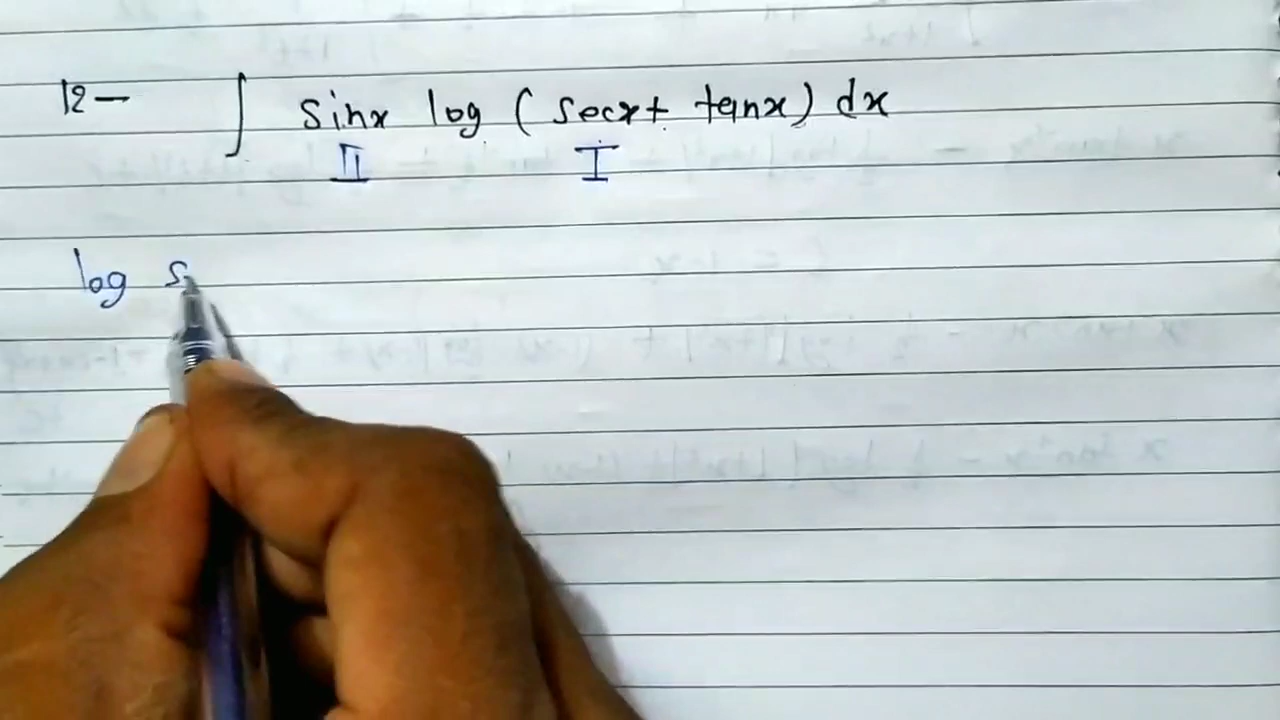 12- ∫ sinx log (secx+ tanx) dx
II I
log s